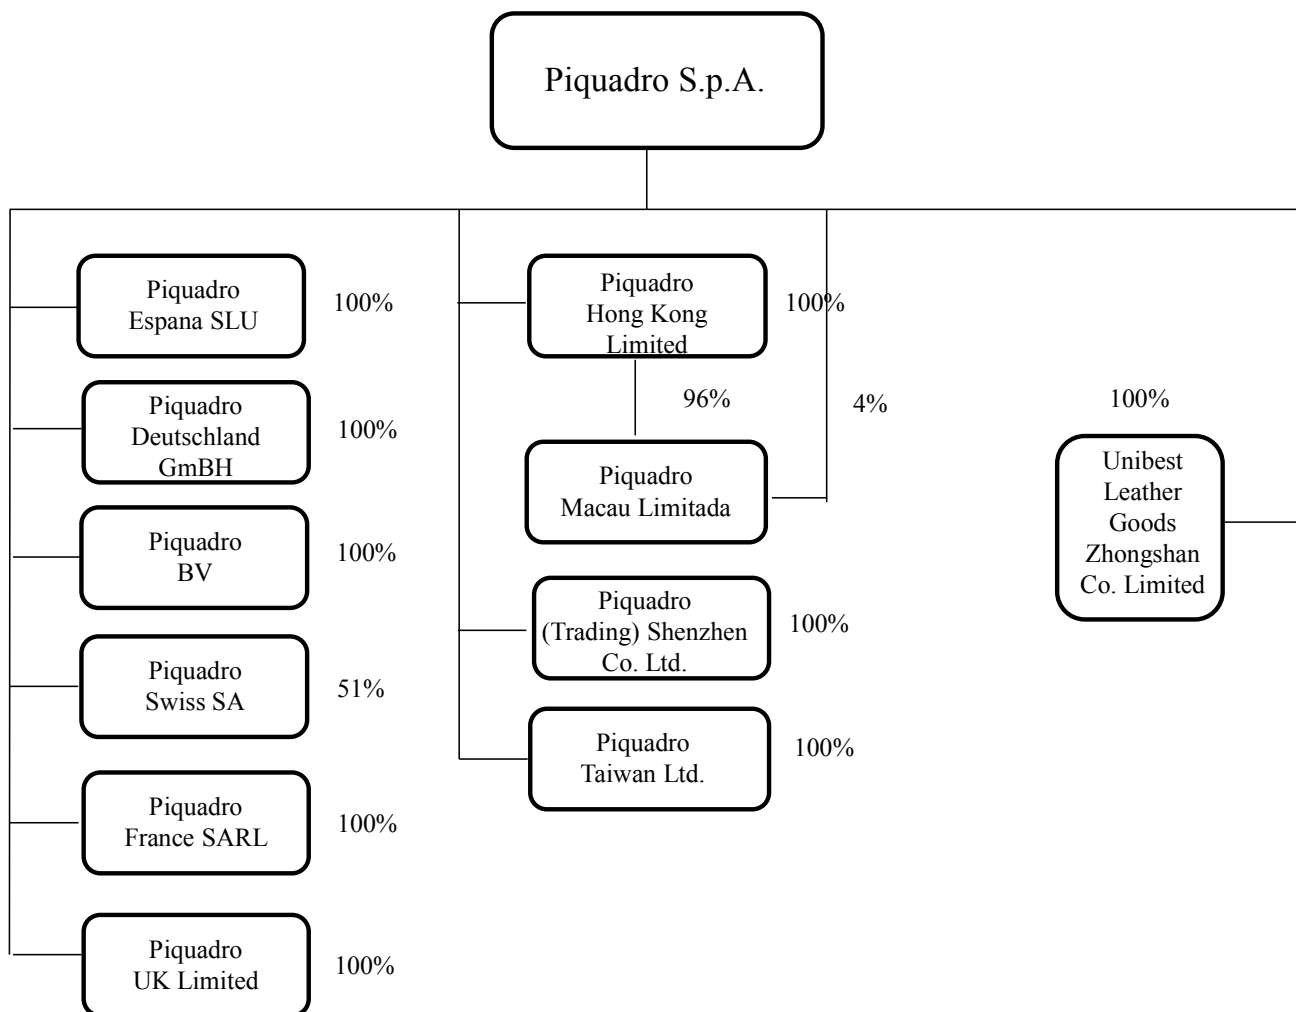 Piquadro S.p.A.
Piquadro
Espana SLU
100%
Piquadro
Deutschland
GmBH
100%
Piquadro
BV
100%
Piquadro
Swiss SA
51%
Piquadro
France SARL
100%
Piquadro
UK Limited
100%
Piquadro
Hong Kong
Limited
100%
96%
4%
Piquadro
Macau Limitada
Piquadro
(Trading) Shenzhen
Co. Ltd.
100%
Piquadro
Taiwan Ltd.
100%
100%
Unibest
Leather
Goods
Zhongshan
Co. Limited